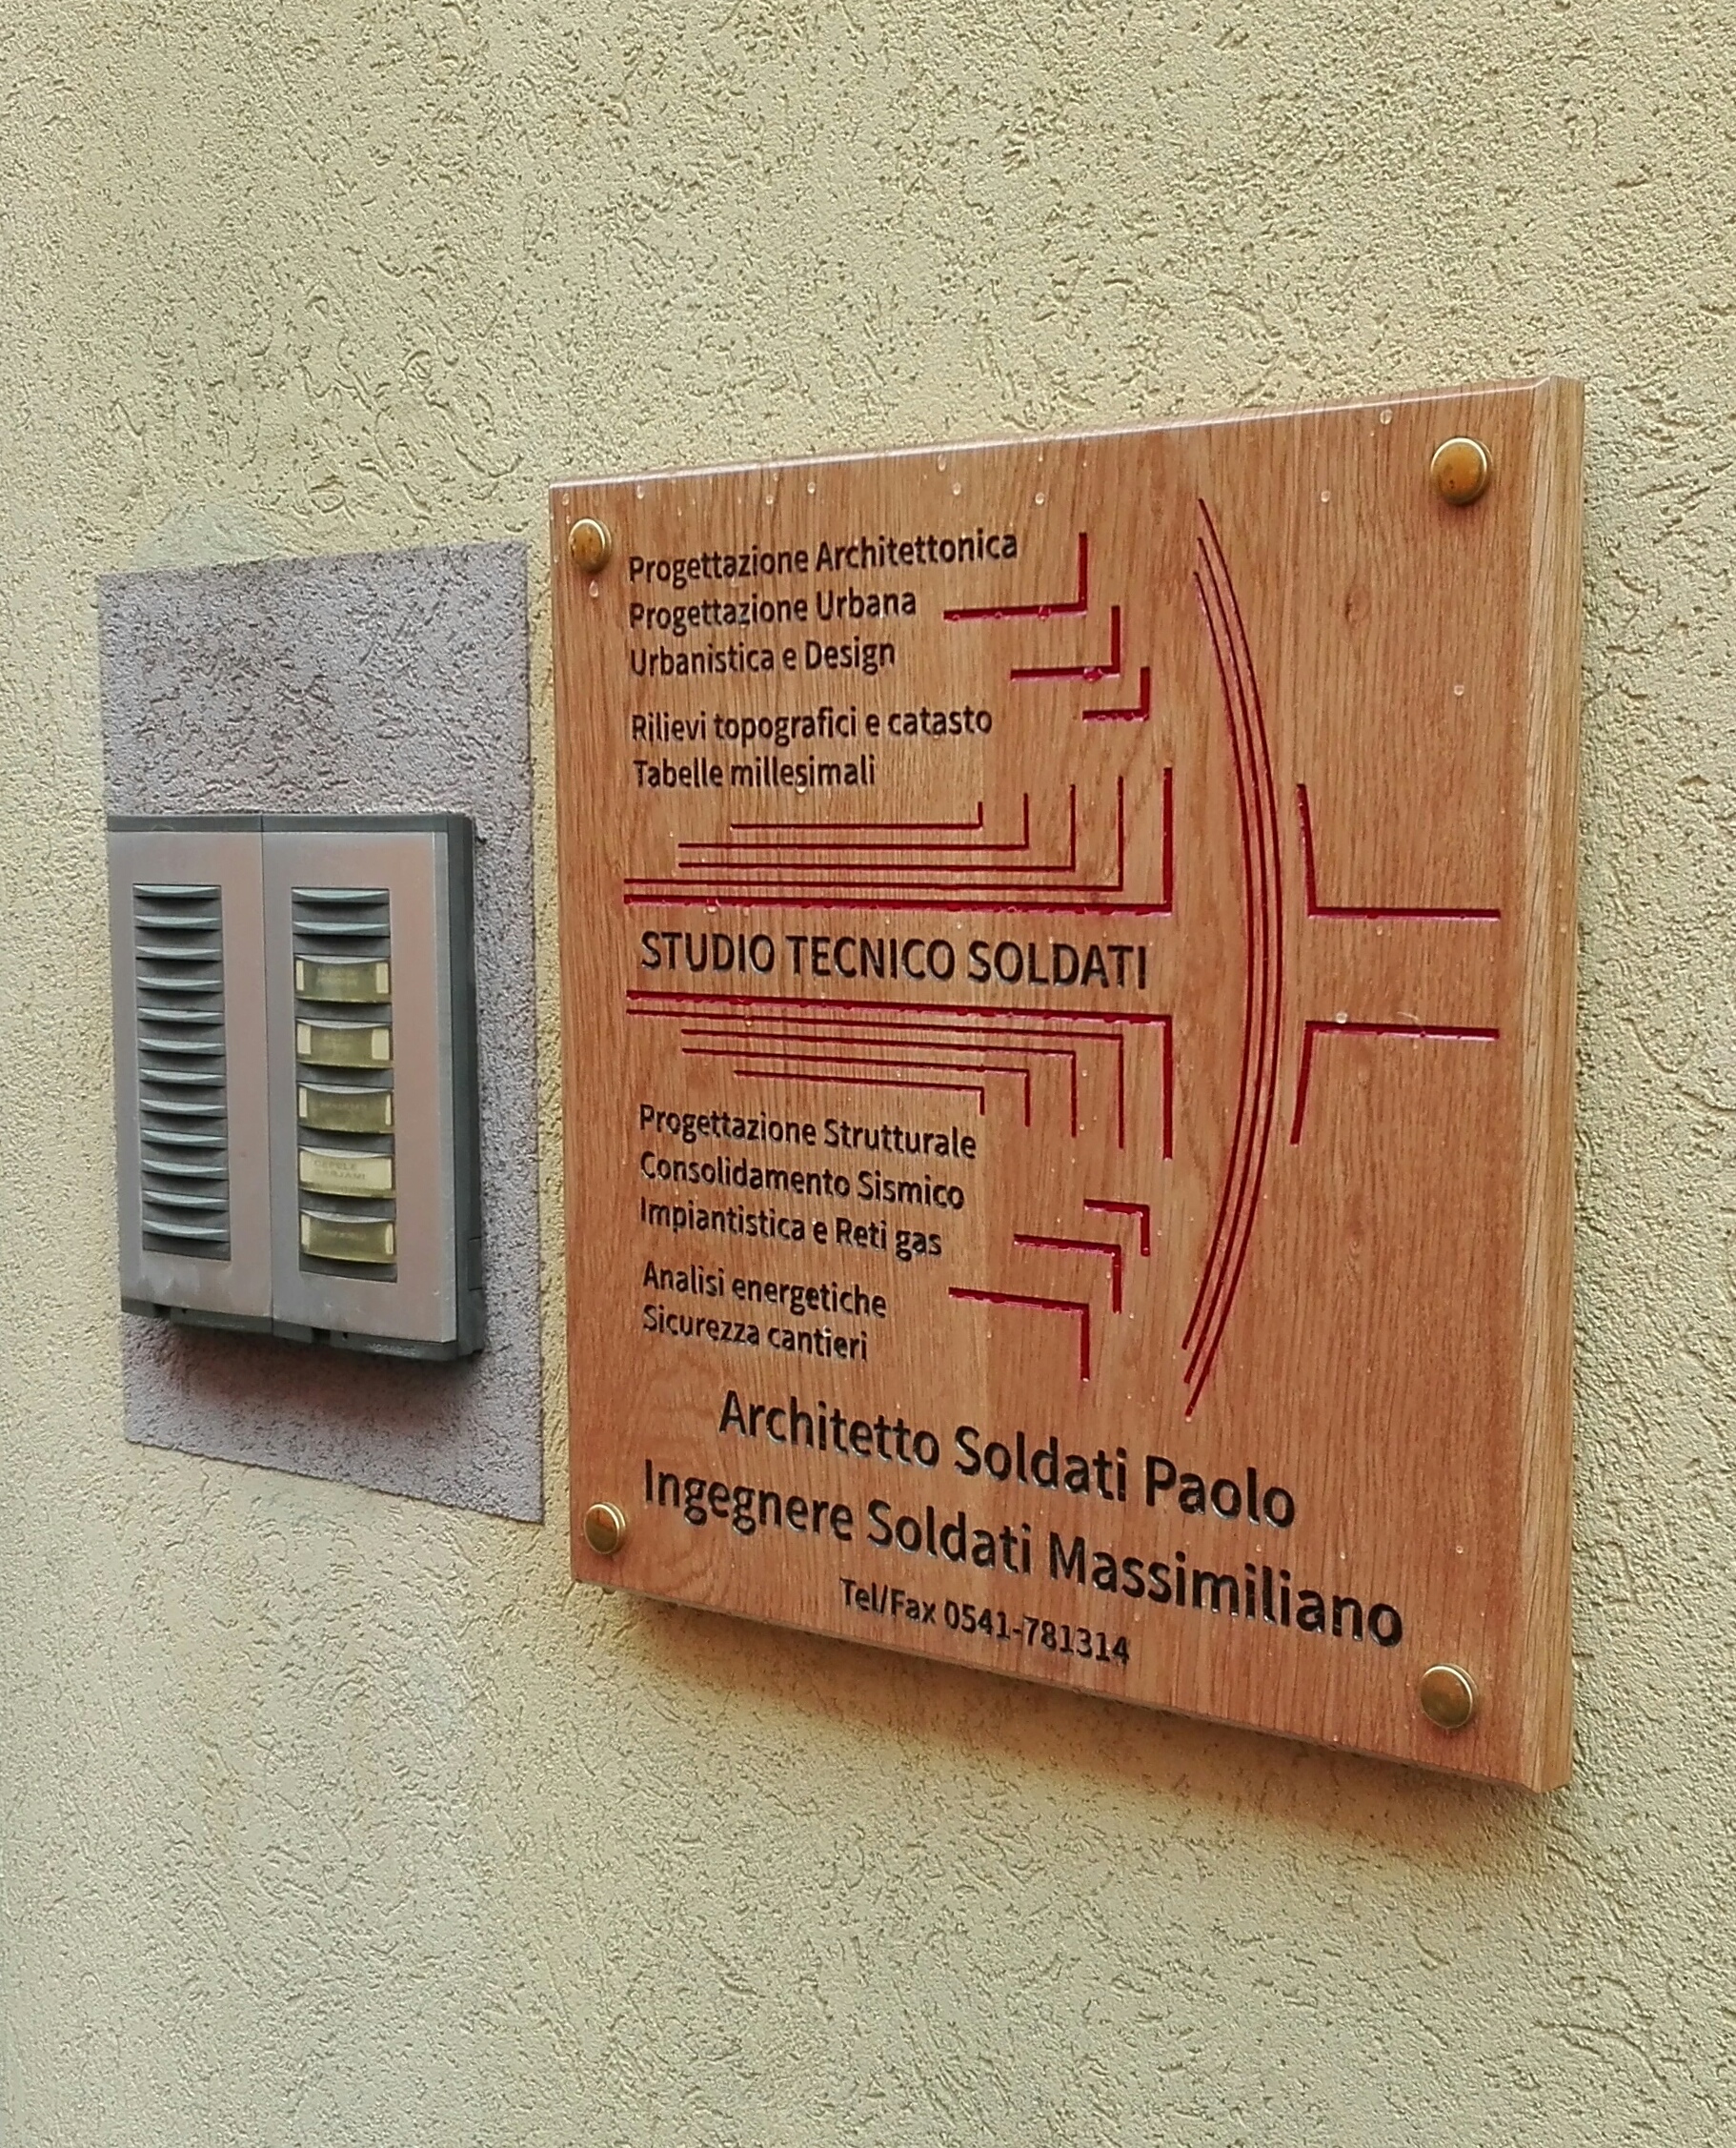 Progettazione Architettonica
Progettazione Urbana
Urbanistica e Design
Rilievi topografici e catasto
Tabelle millesimali
STUDIO TECNICO SOLDATI
Progettazione Strutturale
Consolidamento Sismico
Impiantistica e Reti gas
Analisi energetiche
Sicurezza cantieri
Architetto Soldati Paolo
Ingegnere Soldati Massimiliano
Tel/Fax 0541-781314